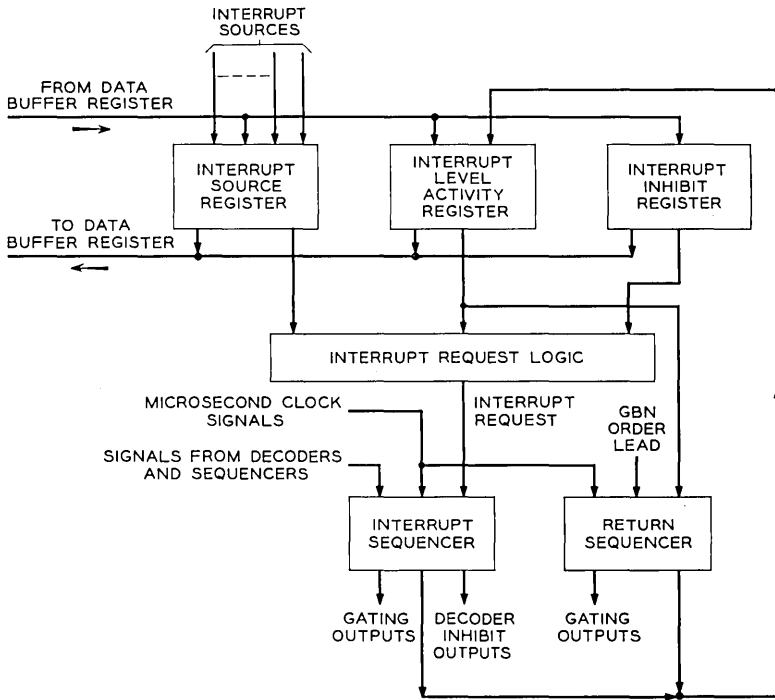 INTERRUPT
SOURCES
FROM DATA
BUFFER REGISTER
INTERRUPT
SOURCE
REGISTER
INTERRUPT
LEVEL
ACTIVITY
REGISTER
INTERRUPT
INHIBIT
REGISTER
TO DATA
BUFFER REGISTER
INTERRUPT REQUEST LOGIC
MICROSECOND CLOCK
SIGNALS
INTERRUPT
REQUEST
GBN
ORDER
LEAD
SIGNALS FROM DECODERS
AND SEQUENCERS
INTERRUPT
SEQUENCER
RETURN
SEQUENCER
GATING
OUTPUTS
DECODER
INHIBIT
OUTPUTS
GATING
OUTPUTS